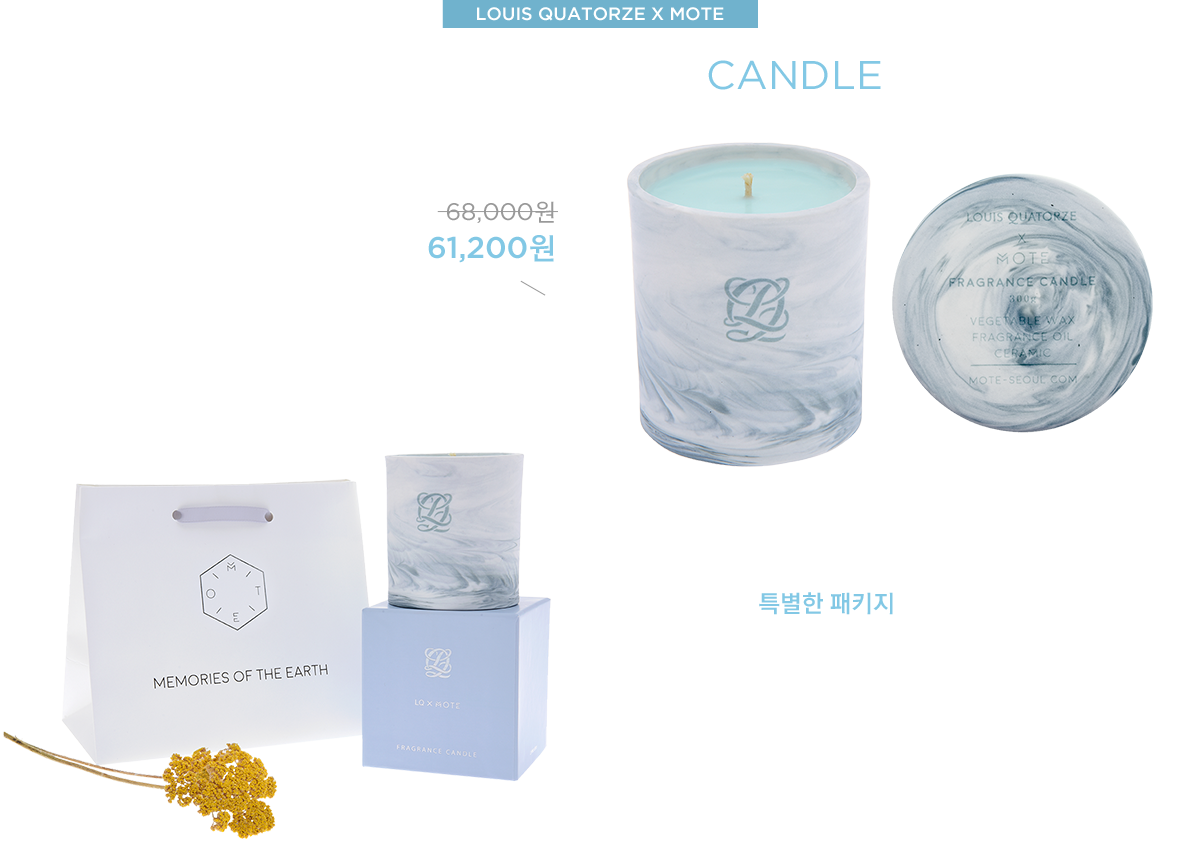 LOUIS QUATORZE X MOTE
CANDLE
68,000원
61,200원
LOUIS QUATORZE
X
MOTE
FRAGRANCE CANDLE
300g
VEGETABLE WAX
FRAGRANCE OIL
CERAMIC
MOTE-SEOUL.COM
M
O T
E
MEMORIES OF THE EARTH
LQ X MOTE
FRAGRANCE CANDLE
특별한 패키지